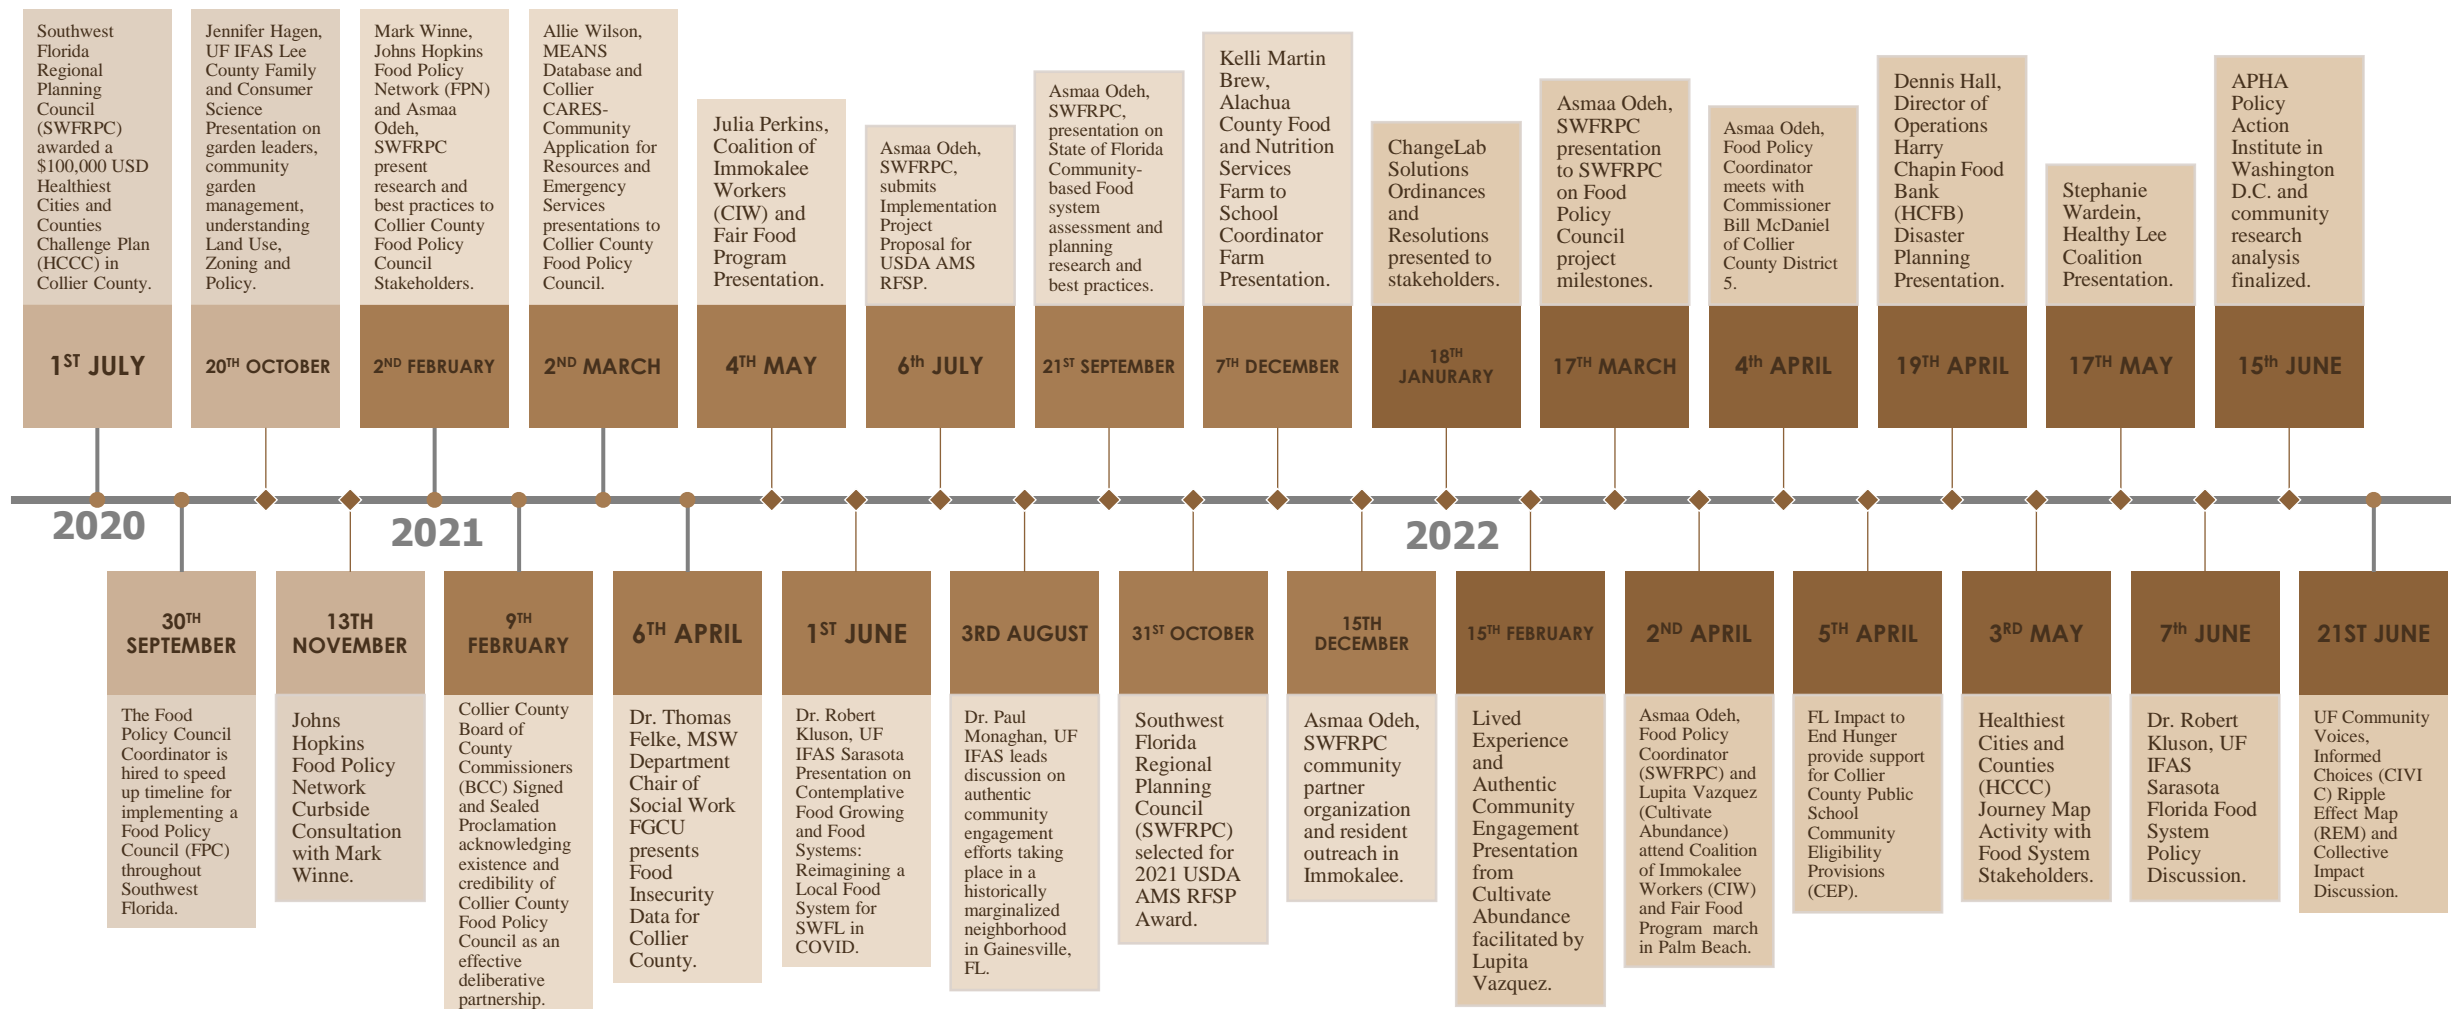 Southwest
Florida
Regional
Planning
Council
(SWFRPC)
awarded a
$100,000 USD
Healthiest
Cities and
Counties
Challenge Plan
(HCCC) in
Collier County.
1ST JULY
Jennifer Hagen,
UF IFAS Lee
County Family
and Consumer
Science
Presentation on
garden leaders,
community
garden
management,
understanding
Land Use,
Zoning and
Policy.
20TH OCTOBER
Mark Winne,
Johns Hopkins
Food Policy
Network (FPN)
and Asmaa
Odeh,
SWFRPC
present
research and
best practices to
Collier County
Food Policy
Council
Stakeholders.
2ND FEBRUARY
Allie Wilson,
MEANS
Database and
Collier
CARES-
Community
Application for
Resources and
Emergency
Services
presentations to
Collier County
Food Policy
Council.
2ND MARCH
Julia Perkins,
Coalition of
Immokalee
Workers
(CIW) and
Fair Food
Program
Presentation.
4TH MAY
Asmaa Odeh,
SWFRPC,
submits
Implementation
Project
Proposal for
USDA AMS
RFSP.
6th JULY
Asmaa Odeh,
SWFRPC,
presentation on
State of Florida
Community-
based Food
system
assessment and
planning
research and
best practices.
21ST SEPTEMBER
Kelli Martin
Brew,
Alachua
County Food
and Nutrition
Services
Farm to
School
Coordinator
Farm
Presentation.
7TH DECEMBER
ChangeLab
Solutions
Ordinances
and
Resolutions
presented to
stakeholders.
18TH
JANURARY
Asmaa Odeh,
SWFRPC
presentation
to SWFRPC
on Food
Policy
Council
project
milestones.
17TH MARCH
Asmaa Odeh,
Food Policy
Coordinator
meets with
Commissioner
Bill McDaniel
of Collier
County District
5.
4th APRIL
Dennis Hall,
Director of
Operations
Harry
Chapin Food
Bank
(HCFB)
Disaster
Planning
Presentation.
19TH APRIL
Stephanie
Wardein,
Healthy Lee
Coalition
Presentation.
17TH MAY
APHA
Policy
Action
Institute in
Washington
D.C. and
community
research
analysis
finalized.
15th JUNE
2020
2021
2022
30TH
SEPTEMBER
The Food
Policy Council
Coordinator is
hired to speed
up timeline for
implementing a
Food Policy
Council (FPC)
throughout
Southwest
Florida.
13TH
NOVEMBER
Johns
Hopkins
Food Policy
Network
Curbside
Consultation
with Mark
Winne.
9TH
FEBRUARY
Collier County
Board of
County
Commissioners
(BCC) Signed
and Sealed
Proclamation
acknowledging
existence and
credibility of
Collier County
Food Policy
Council as an
effective
deliberative
partnership.
6TH APRIL
Dr. Thomas
Felke, MSW
Department
Chair of
Social Work
FGCU
presents
Food
Insecurity
Data for
Collier
County.
1ST JUNE
Dr. Robert
Kluson, UF
IFAS Sarasota
Presentation on
Contemplative
Food Growing
and Food
Systems:
Reimagining a
Local Food
System for
SWFL in
COVID.
3RD AUGUST
Dr. Paul
Monaghan, UF
IFAS leads
discussion on
authentic
community
engagement
efforts taking
place in a
historically
marginalized
neighborhood
in Gainesville,
FL.
31ST OCTOBER
Southwest
Florida
Regional
Planning
Council
(SWFRPC)
selected for
2021 USDA
AMS RFSP
Award.
15TH
DECEMBER
Asmaa Odeh,
SWFRPC
community
partner
organization
and resident
outreach in
Immokalee.
15TH FEBRUARY
Lived
Experience
and
Authentic
Community
Engagement
Presentation
from
Cultivate
Abundance
facilitated by
Lupita
Vazquez.
2ND APRIL
Asmaa Odeh,
Food Policy
Coordinator
(SWFRPC) and
Lupita Vazquez
(Cultivate
Abundance)
attend Coalition
of Immokalee
Workers (CIW)
and Fair Food
Program march
in Palm Beach.
5TH APRIL
FL Impact to
End Hunger
provide support
for Collier
County Public
School
Community
Eligibility
Provisions
(CEP).
3RD MAY
Healthiest
Cities and
Counties
(HCCC)
Journey Map
Activity with
Food System
Stakeholders.
7th JUNE
Dr. Robert
Kluson, UF
IFAS
Sarasota
Florida Food
System
Policy
Discussion.
21ST JUNE
UF Community
Voices,
Informed
Choices (CIVI
C) Ripple
Effect Map
(REM) and
Collective
Impact
Discussion.